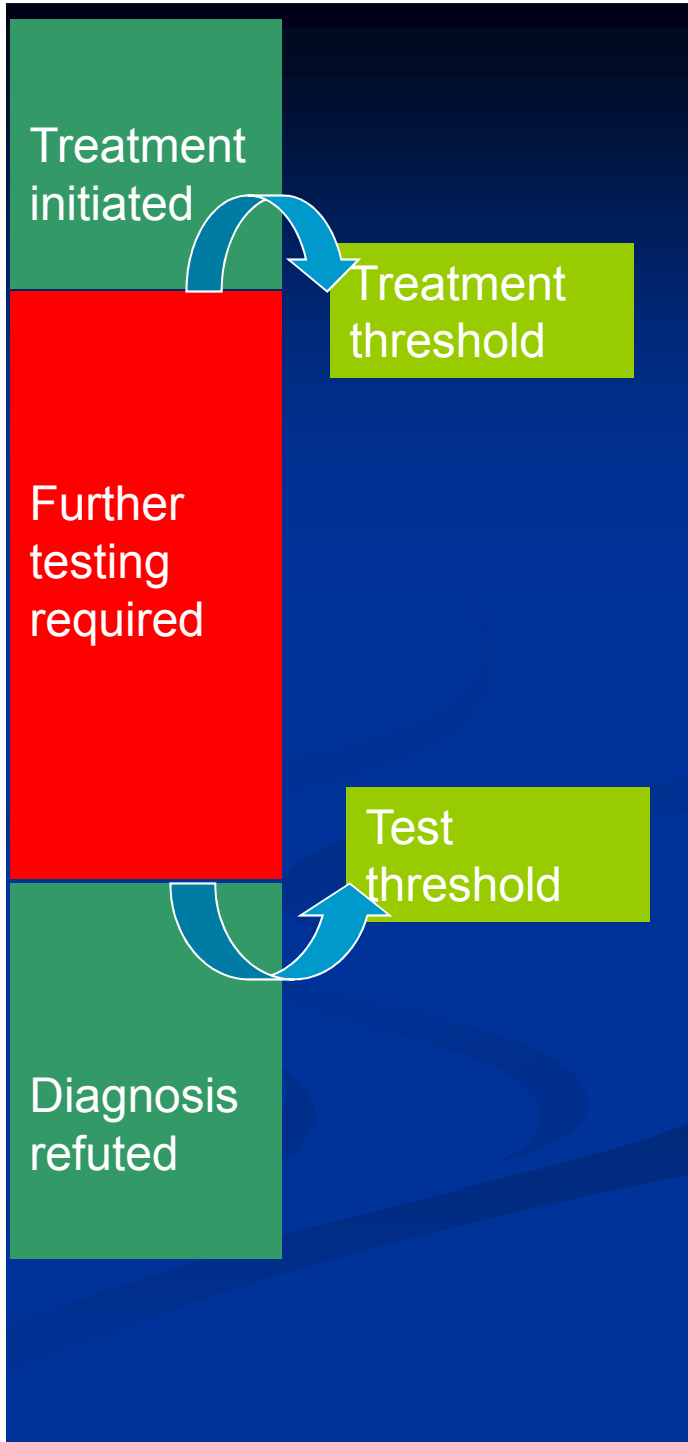 Treatment
initiated
Treatment
threshold
Further
testing
required
Test
threshold
Diagnosis
refuted